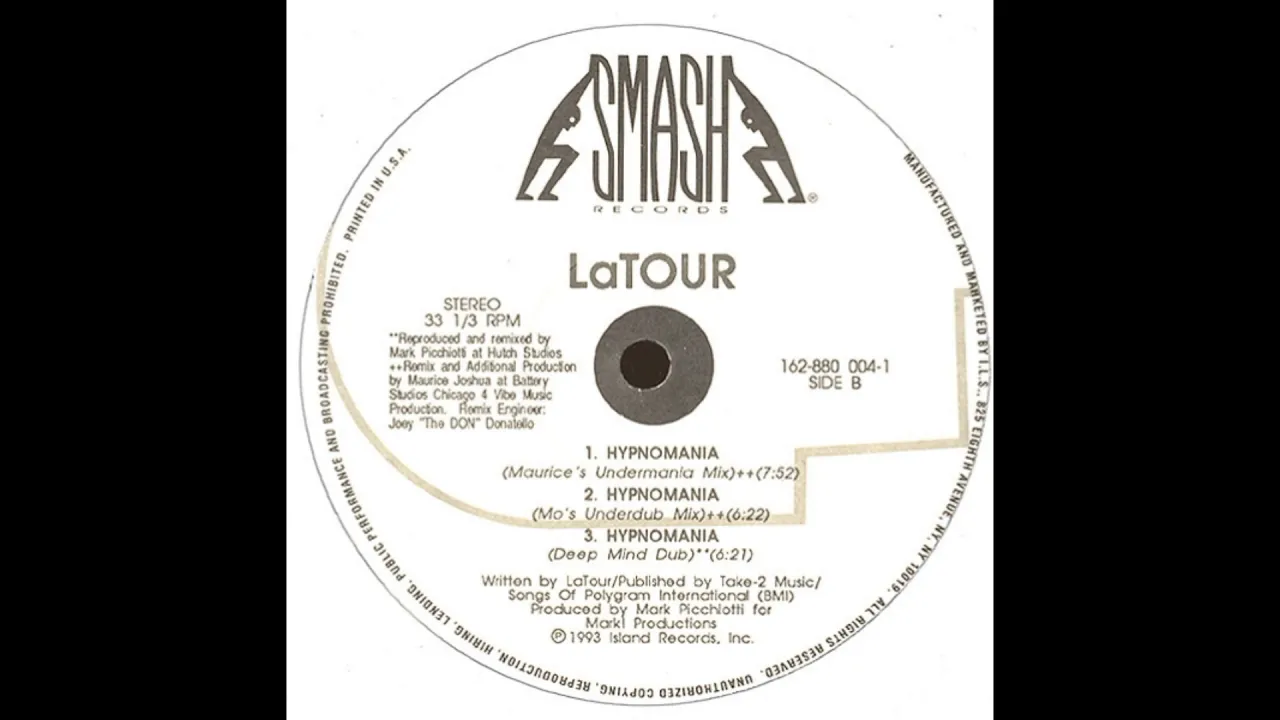 SMASH
RECORDS
®
LaTOUR
STEREO
33 1/3 RPM
**Reproduced and remixed by
Mark Picchiotti at Hutch Studios
++Remix and Additional Production
by Maurice Joshua at Battery
Studios Chicago 4 Vibe Music
Production. Remix Engineer:
Joey "The DON" Donatello
162-880 004-1
SIDE B
1. HYPNOMANIA
(Maurice's Undermania Mix)++(7:52)
2. HYPNOMANIA
(Mo's Underdub Mix)++(6:22)
3. HYPNOMANIA
(Deep Mind Dub)**(6:21)
Written by LaTour/Published by Take-2 Music/
Songs Of Polygram International (BMI)
Produced by Mark Picchiotti for
Mark! Productions
℗1993 Island Records, Inc.
MANUFACTURED AND MARKETED BY I.L.S., 825 EIGHTH AVENUE, NY, NY 10019. ALL RIGHTS RESERVED. UNAUTHORIZED COPYING, REPRODUCTION, HIRING, LENDING, PUBLIC PERFORMANCE AND BROADCASTING PROHIBITED. PRINTED IN U.S.A.